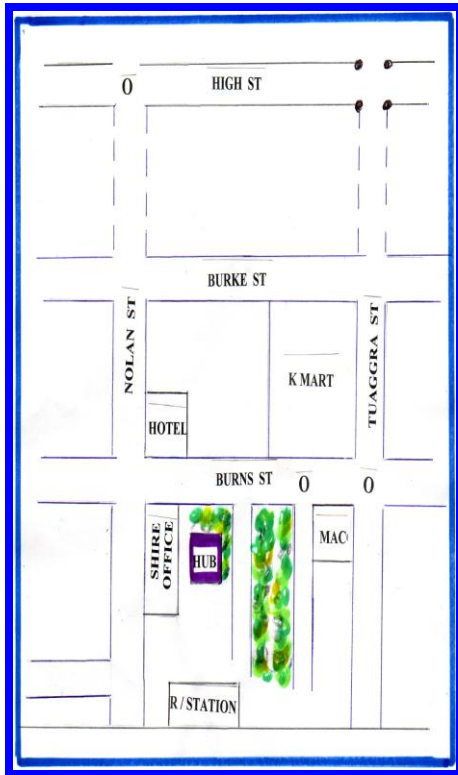 0
HIGH ST
BURKE ST
NOLAN ST
TUAGGRA ST
K MART
HOTEL
BURNS ST
0
0
SHIRE
OFFICE
HUB
MAC
R / STATION